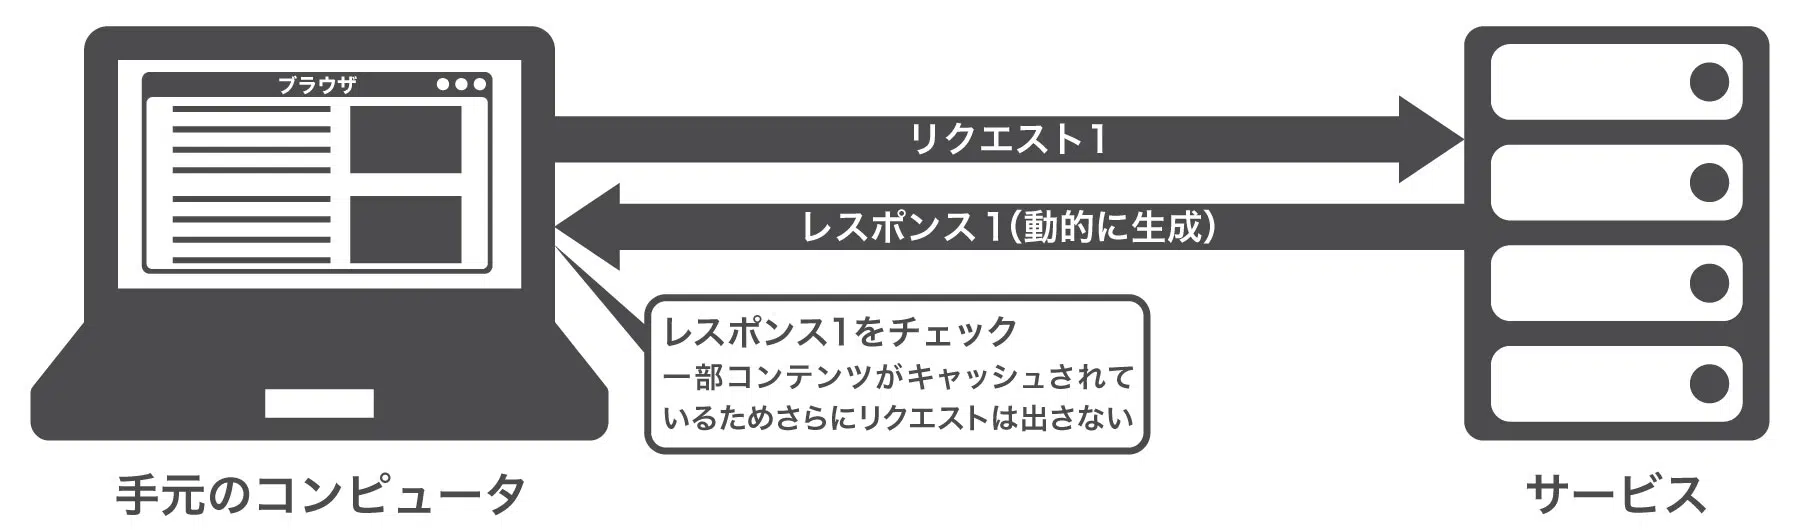 ブラウザ
リクエスト1
レスポンス1(動的に生成)
レスポンス1をチェック
一部コンテンツがキャッシュされて
いるためさらにリクエストは出さない
手元のコンピュータ
サービス